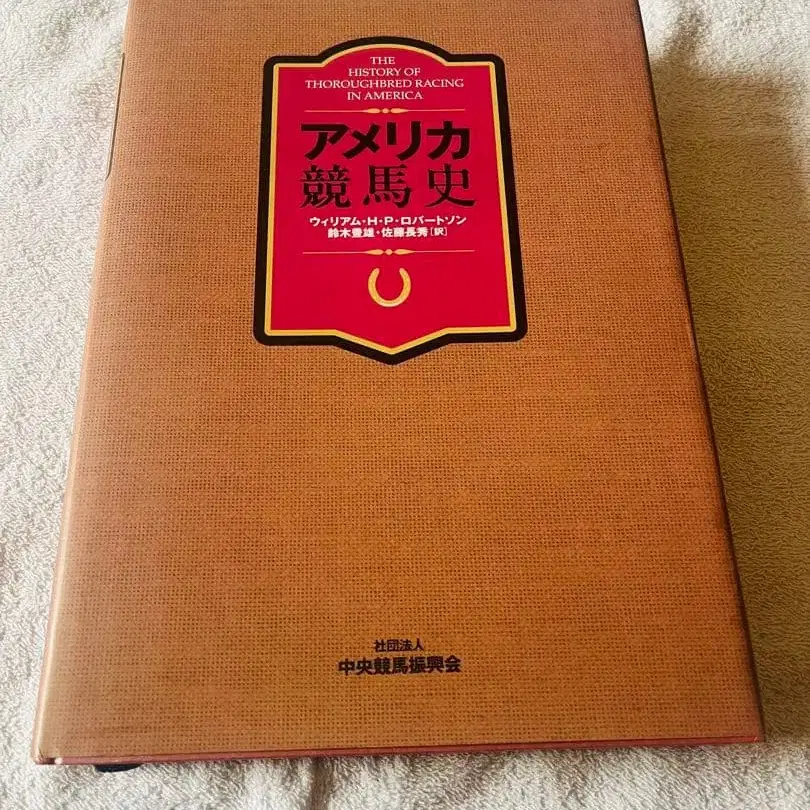 THE
HISTORY OF
THOROUGHBRED RACING
IN AMERICA
アメリカ
競馬史
ウィリアム・H・P・ロバートソン
鈴木豊雄・佐藤長秀[訳]
社団法人
中央競馬振興会